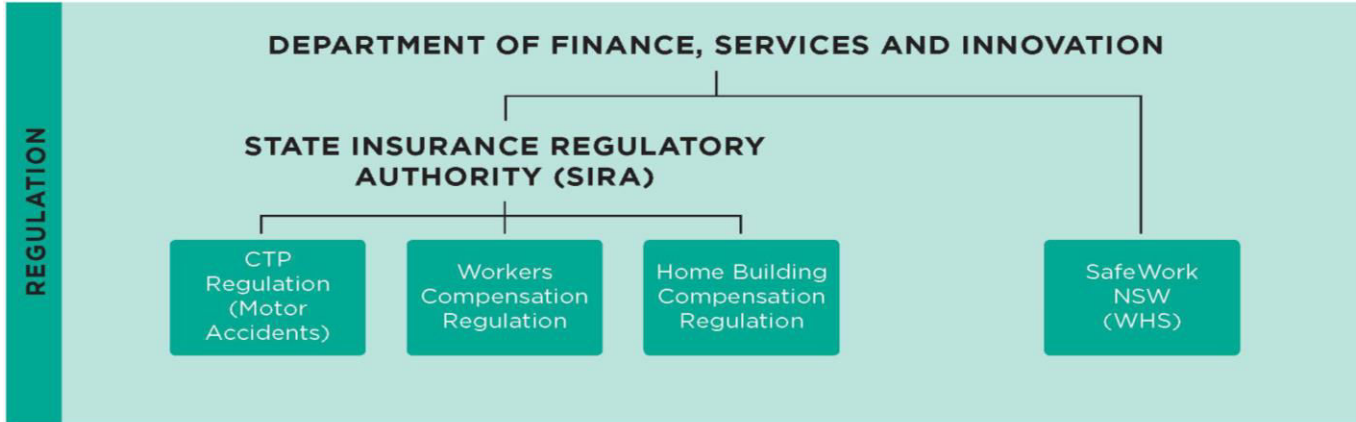 REGULATION
DEPARTMENT OF FINANCE, SERVICES AND INNOVATION
STATE INSURANCE REGULATORY
AUTHORITY (SIRA)
CTP
Regulation
(Motor
Accidents)
Workers
Compensation
Regulation
Home Building
Compensation
Regulation
SafeWork
NSW
(WHS)